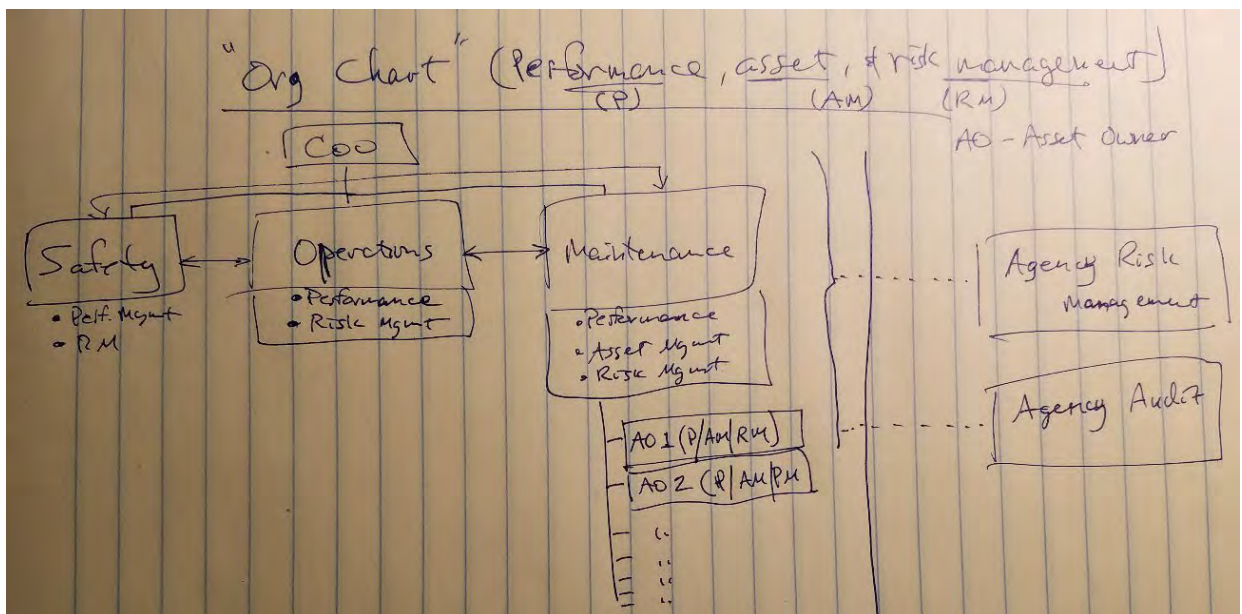 "Org Chart" (Performance, asset, & risk management)
(P) (AM) (RM)
AO - Asset Owner
COO
Safety
• Perf. Mgmt
• RM
Operations
• Performance
• Risk Mgmt
Maintenance
• Performance
• Asset Mgmt
• Risk Mgmt
AO 1 (P/AM/RM)
AO 2 (P/AM/PM
Agency Risk
Management
Agency Audit